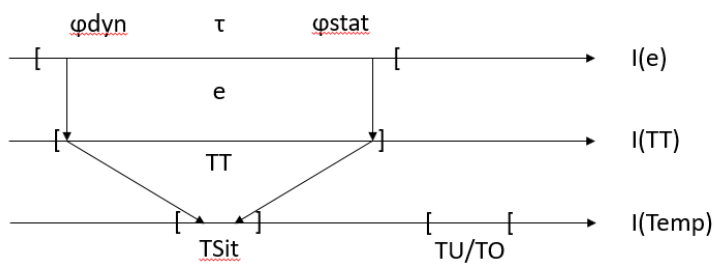 φdyn τ φstat
[ [ I(e)
e
[ ] I(TT)
TT
[ ] [ [ I(Temp)
TSit TU/TO